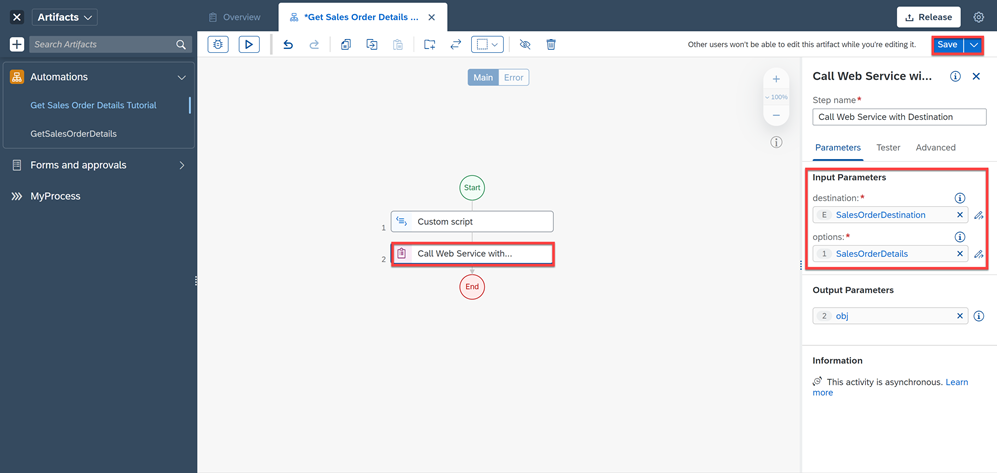 Artifacts
Overview
*Get Sales Order Details ...
Release
Search Artifacts
Other users won't be able to edit this artifact while you're editing it.
Save
Automations
Get Sales Order Details Tutorial
GetSalesOrderDetails
Forms and approvals
MyProcess
Main
Error
100%
Start
1
Custom script
2
Call Web Service with...
End
Call Web Service wi...
Step name*
Call Web Service with Destination
Parameters
Tester
Advanced
Input Parameters
destination:*
E SalesOrderDestination
options:*
1 SalesOrderDetails
Output Parameters
2 obj
Information
This activity is asynchronous. Learn
more